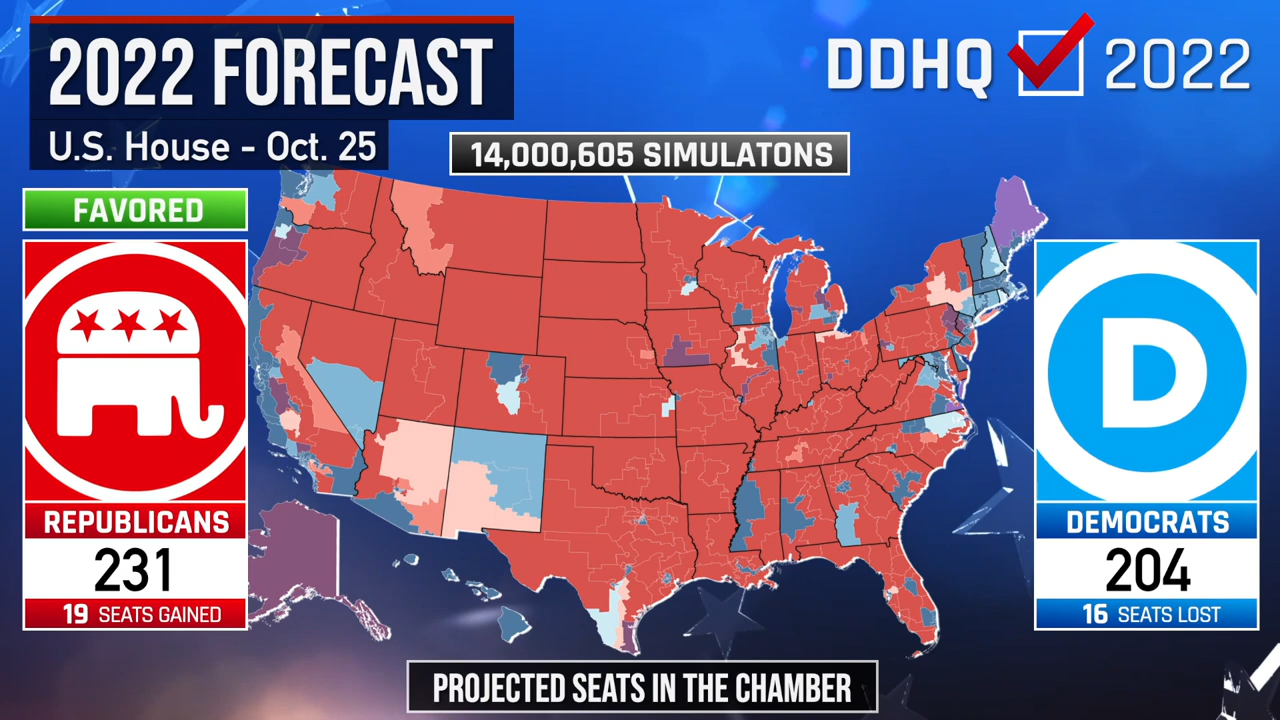 2022 FORECAST
U.S. House - Oct. 25
DDHQ 2022
14,000,605 SIMULATONS
FAVORED
REPUBLICANS
231
19 SEATS GAINED
D
DEMOCRATS
204
16 SEATS LOST
PROJECTED SEATS IN THE CHAMBER